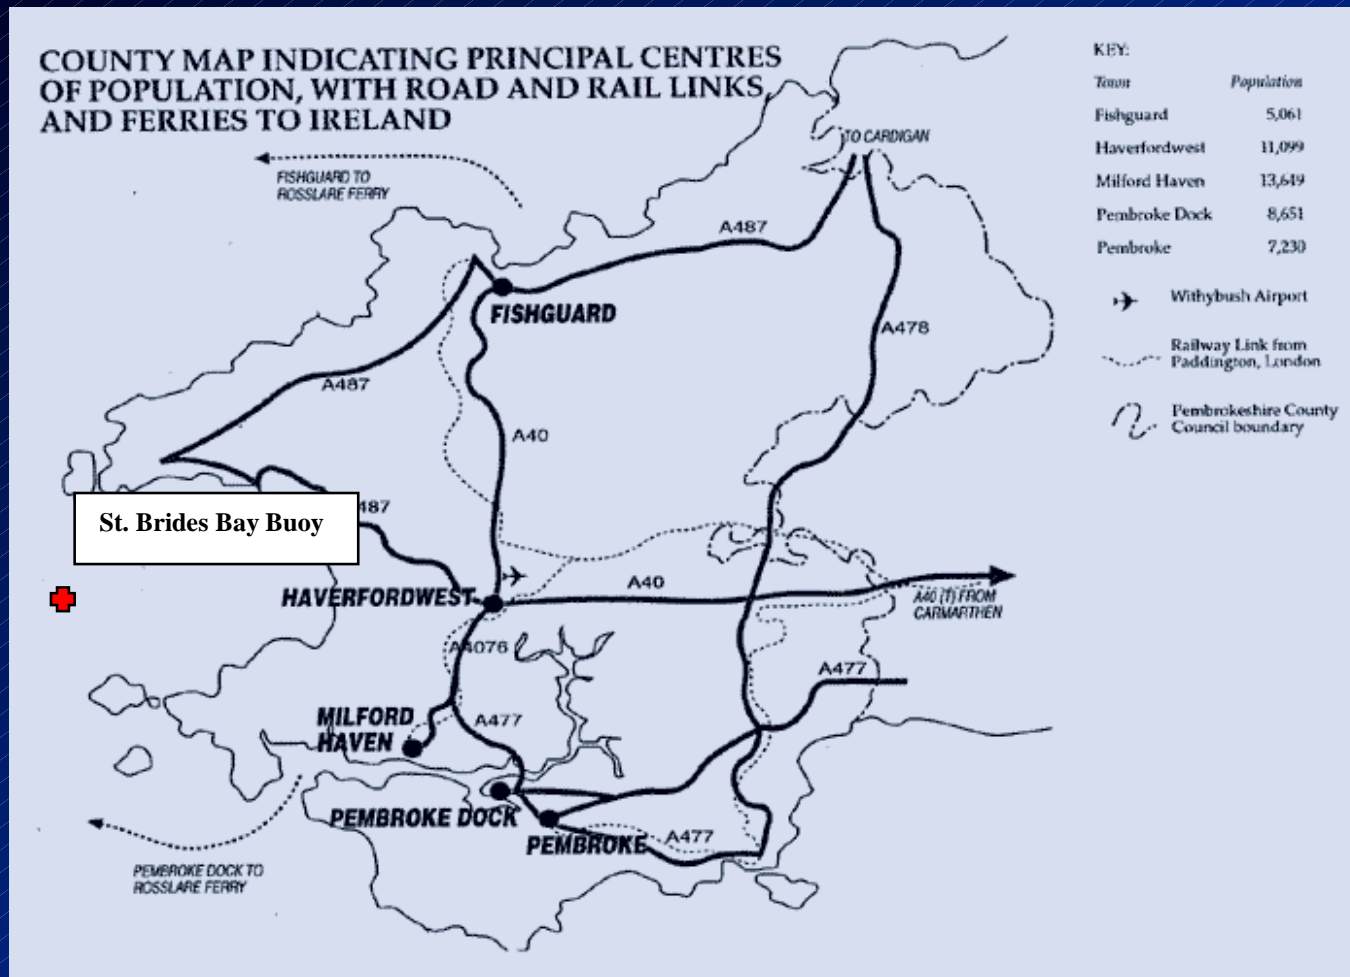 COUNTY MAP INDICATING PRINCIPAL CENTRES
OF POPULATION, WITH ROAD AND RAIL LINKS
AND FERRIES TO IRELAND
KEY:
Town Population
Fishguard 5,061
Haverfordwest 11,099
Milford Haven 13,649
Pembroke Dock 8,651
Pembroke 7,230
Withybush Airport
Railway Link from
Paddington, London
Pembrokeshire County
Council boundary
TO CARDIGAN
FISHGUARD TO
ROSSLARE FERRY
A487
FISHGUARD
A478
A487
A40
487
St. Brides Bay Buoy
HAVERFORDWEST
A40
A40 (T) FROM
CARMARTHEN
A4076
A477
MILFORD
HAVEN
A477
PEMBROKE DOCK
PEMBROKE
A477
PEMBROKE DOCK TO
ROSSLARE FERRY